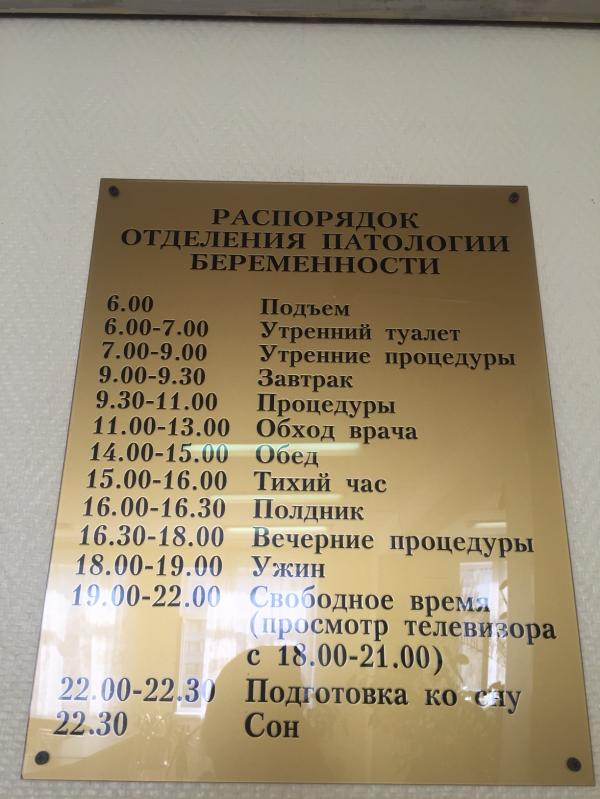 РАСПОРЯДОК
ОТДЕЛЕНИЯ ПАТОЛОГИИ
БЕРЕМЕННОСТИ
6.00 Подъем
6.00-7.00 Утренний туалет
7.00-9.00 Утренние процедуры
9.00-9.30 Завтрак
9.30-11.00 Процедуры
11.00-13.00 Обход врача
14.00-15.00 Обед
15.00-16.00 Тихий час
16.00-16.30 Полдник
16.30-18.00 Вечерние процедуры
18.00-19.00 Ужин
19.00-22.00 Свободное время
(просмотр телевизора
с 18.00-21.00)
22.00-22.30 Подготовка ко сну
22.30 Сон